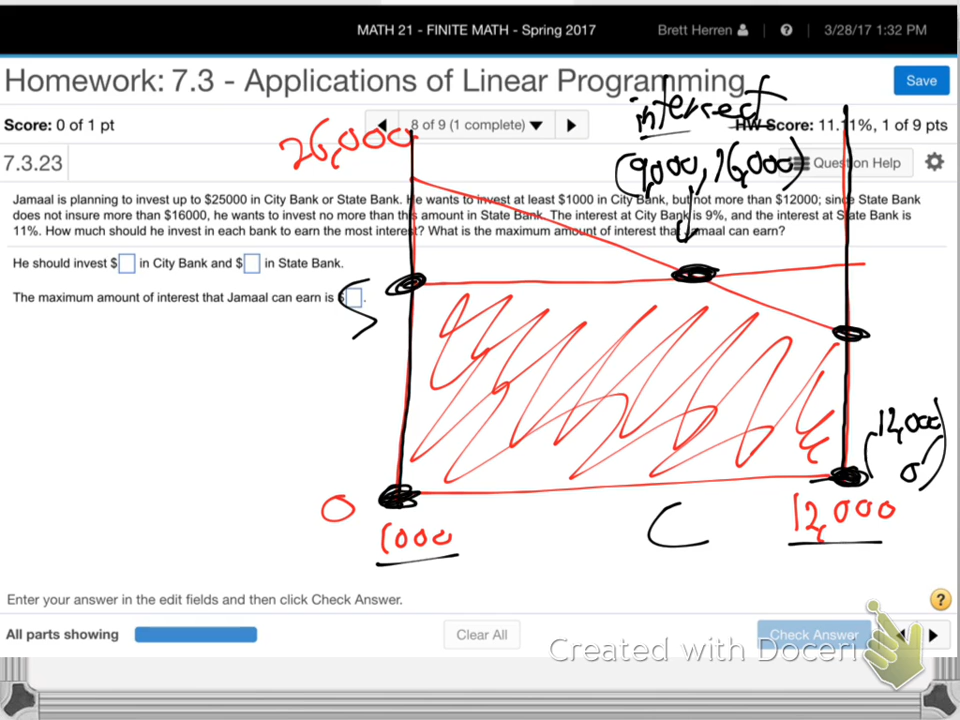 MATH 21 - FINITE MATH - Spring 2017
Brett Herren
3/28/17 1:32 PM
Homework: 7.3 - Applications of Linear Programming
Save
Score: 0 of 1 pt
8 of 9 (1 complete)
HW Score: 11.11%, 1 of 9 pts
7.3.23
Question Help
Jamaal is planning to invest up to $25000 in City Bank or State Bank. He wants to invest at least $1000 in City Bank, but not more than $12000; since State Bank
does not insure more than $16000, he wants to invest no more than this amount in State Bank. The interest at City Bank is 9%, and the interest at State Bank is
11%. How much should he invest in each bank to earn the most interest? What is the maximum amount of interest that Jamaal can earn?
He should invest $ in City Bank and $ in State Bank.
The maximum amount of interest that Jamaal can earn is $ .
intersect
(9,000, 16,000)
26,000
S
(12,000
0)
0
1000
C
12,000
Enter your answer in the edit fields and then click Check Answer.
?
All parts showing
Clear All
Check Answer
Created with Doceri